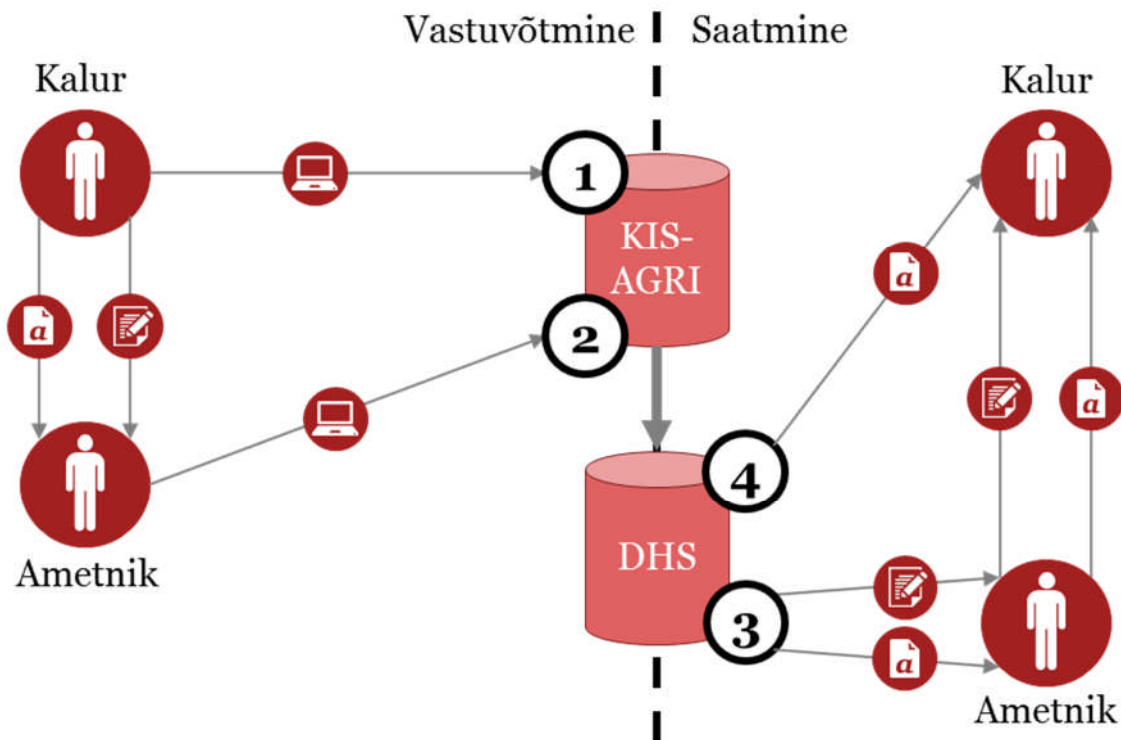 Vastuvõtmine
Saatmine
Kalur
Kalur
1
KIS-
AGRI
a
a
2
a
4
Ametnik
DHS
3
a
Ametnik